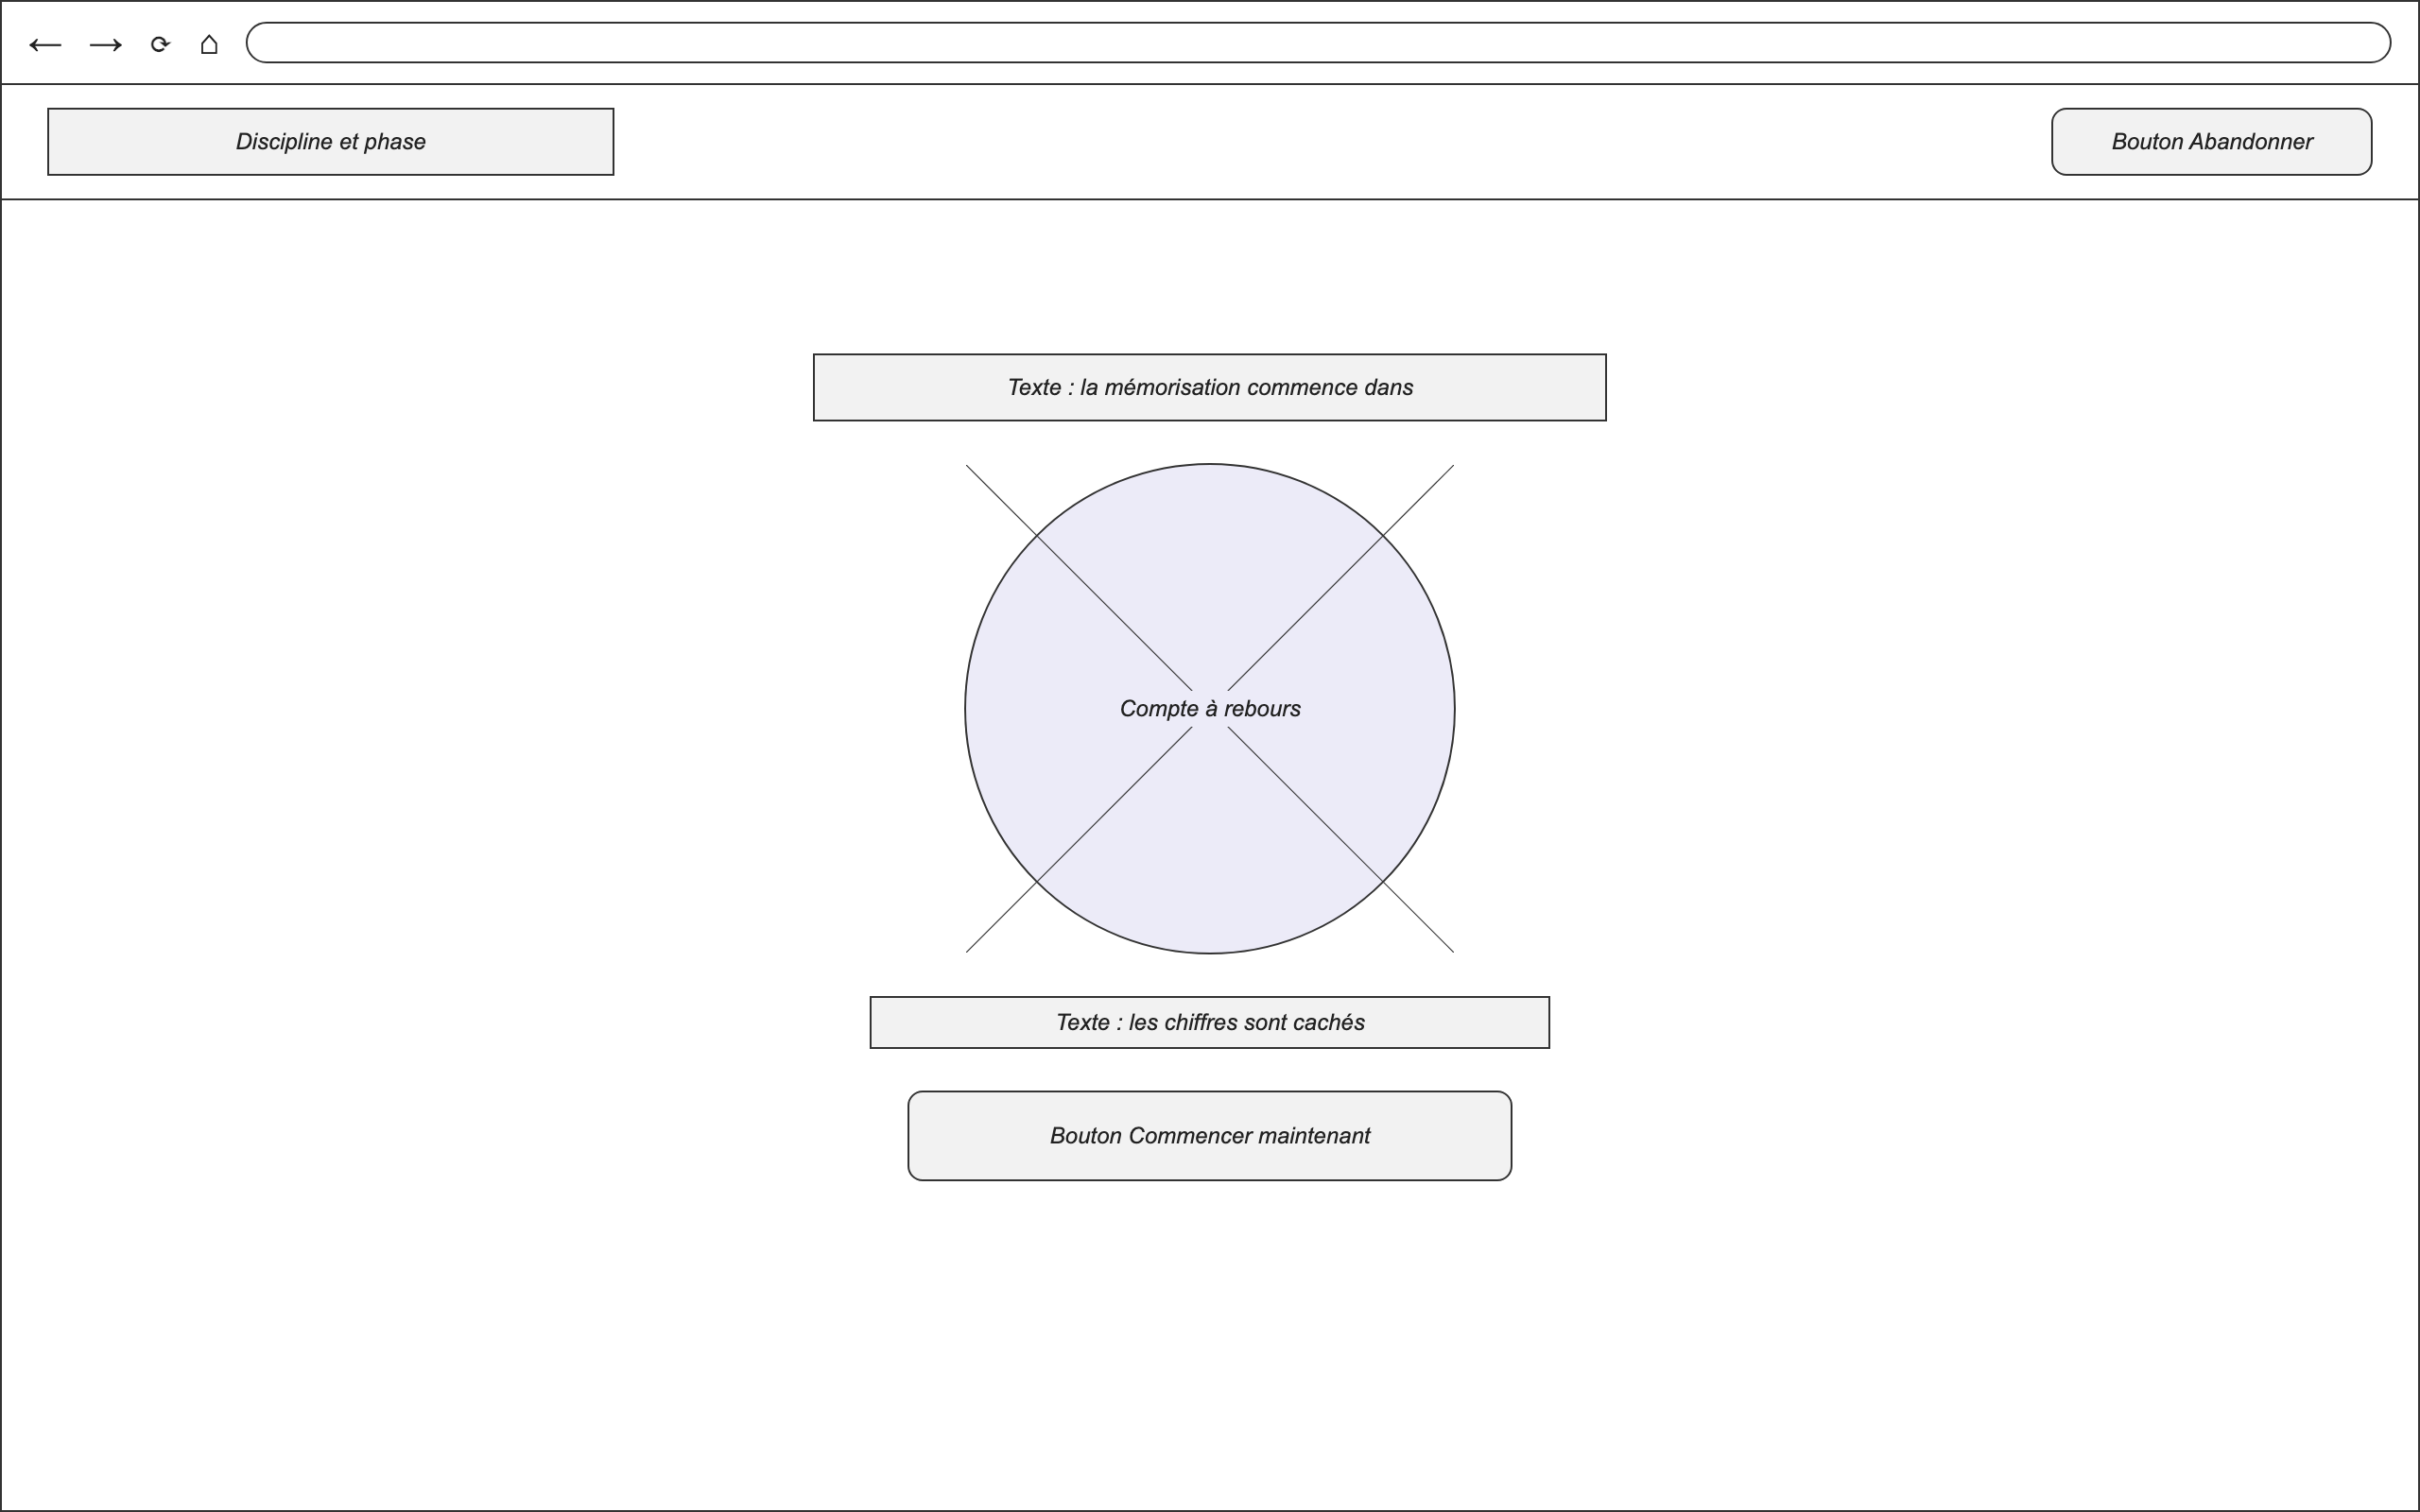 Discipline et phase
Bouton Abandonner
Texte : la mémorisation commence dans
Compte à rebours
Texte : les chiffres sont cachés
Bouton Commencer maintenant